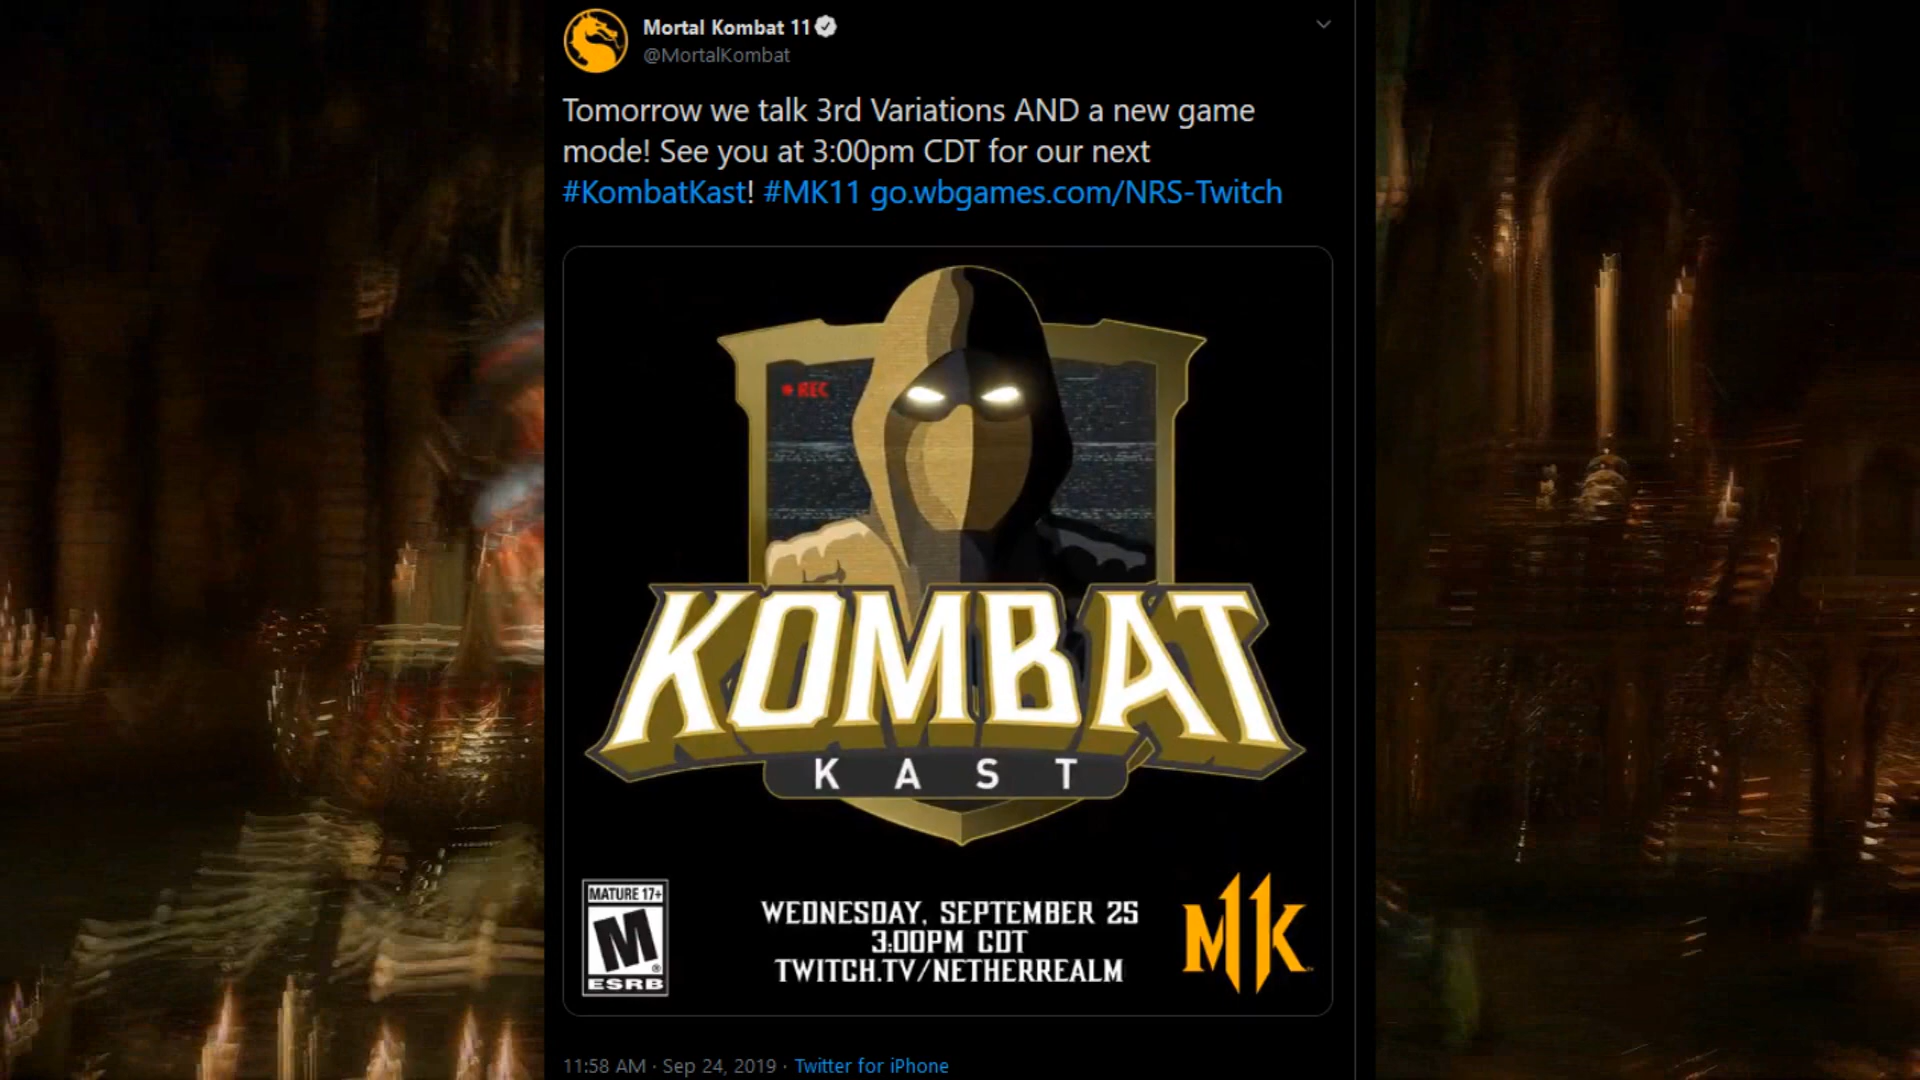 Mortal Kombat 11
@MortalKombat
Tomorrow we talk 3rd Variations AND a new game
mode! See you at 3:00pm CDT for our next
#KombatKast! #MK11 go.wbgames.com/NRS-Twitch
REC
KOMBAT
KAST
MATURE 17+
M
ESRB
WEDNESDAY, SEPTEMBER 25
3:00PM CDT
TWITCH.TV/NETHERREALM
MK
11:58 AM · Sep 24, 2019 · Twitter for iPhone